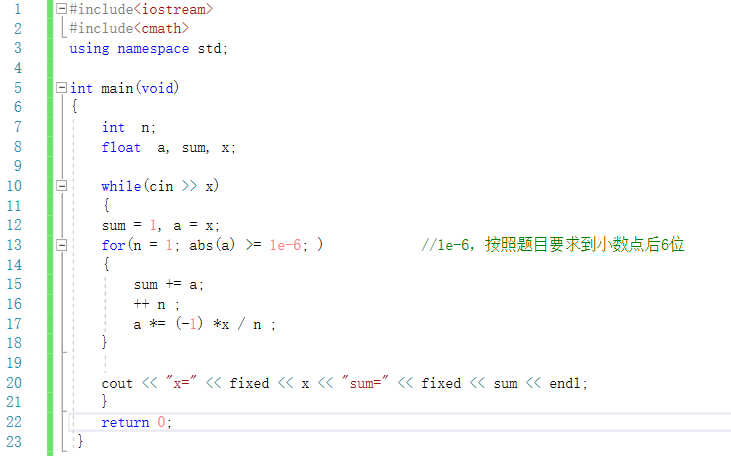 1 #include<iostream>
2 #include<cmath>
3 using namespace std;
4
5 int main(void)
6 {
7 int n;
8 float a, sum, x;
9
10 while(cin >> x)
11 {
12 sum = 1, a = x;
13 for(n = 1; abs(a) >= 1e-6; ) //1e-6，按照题目要求到小数点后6位
14 {
15 sum += a;
16 ++ n ;
17 a *= (-1) *x / n ;
18 }
19
20 cout << "x=" << fixed << x << "sum=" << fixed << sum << endl;
21 }
22 return 0;
23 }